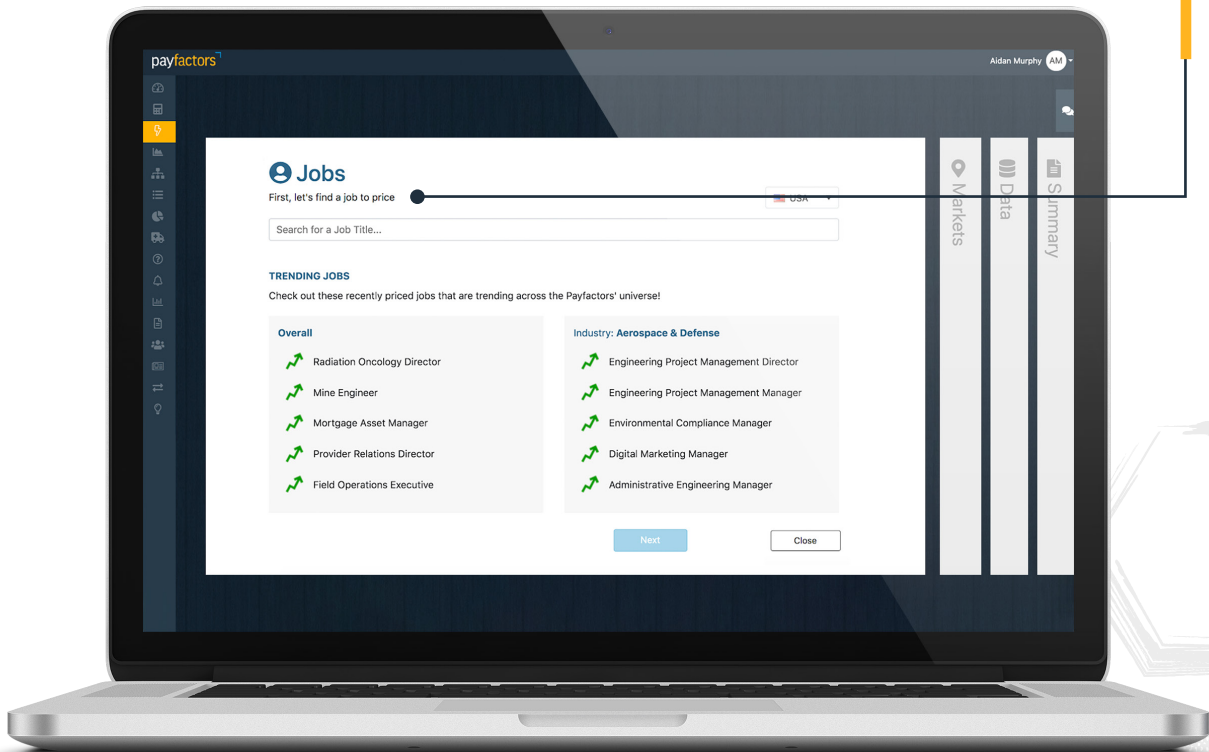 payfactors
Aidan Murphy AM
Jobs
First, let's find a job to price
USA
Search for a Job Title...
TRENDING JOBS
Check out these recently priced jobs that are trending across the Payfactors' universe!
Overall
Radiation Oncology Director
Mine Engineer
Mortgage Asset Manager
Provider Relations Director
Field Operations Executive
Industry: Aerospace & Defense
Engineering Project Management Director
Engineering Project Management Manager
Environmental Compliance Manager
Digital Marketing Manager
Administrative Engineering Manager
Next
Close
Markets
Data
Summary